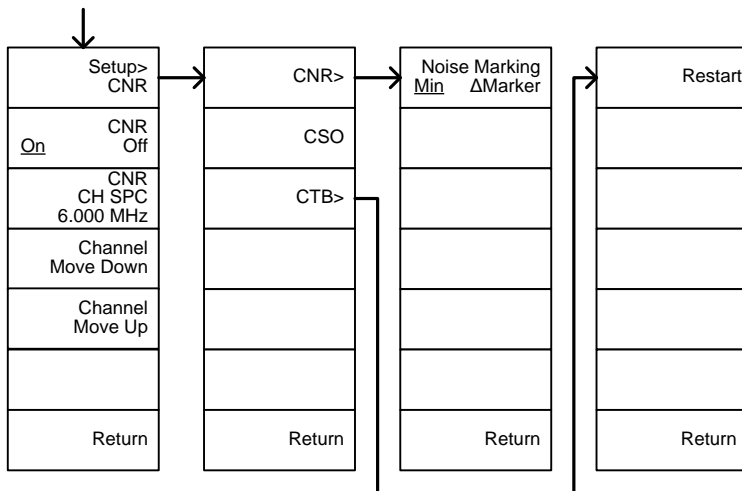 Setup>
CNR
CNR
On Off
CNR
CH SPC
6.000 MHz
Channel
Move Down
Channel
Move Up
Return
CNR>
CSO
CTB>
Return
Noise Marking
Min ΔMarker
Return
Restart
Return